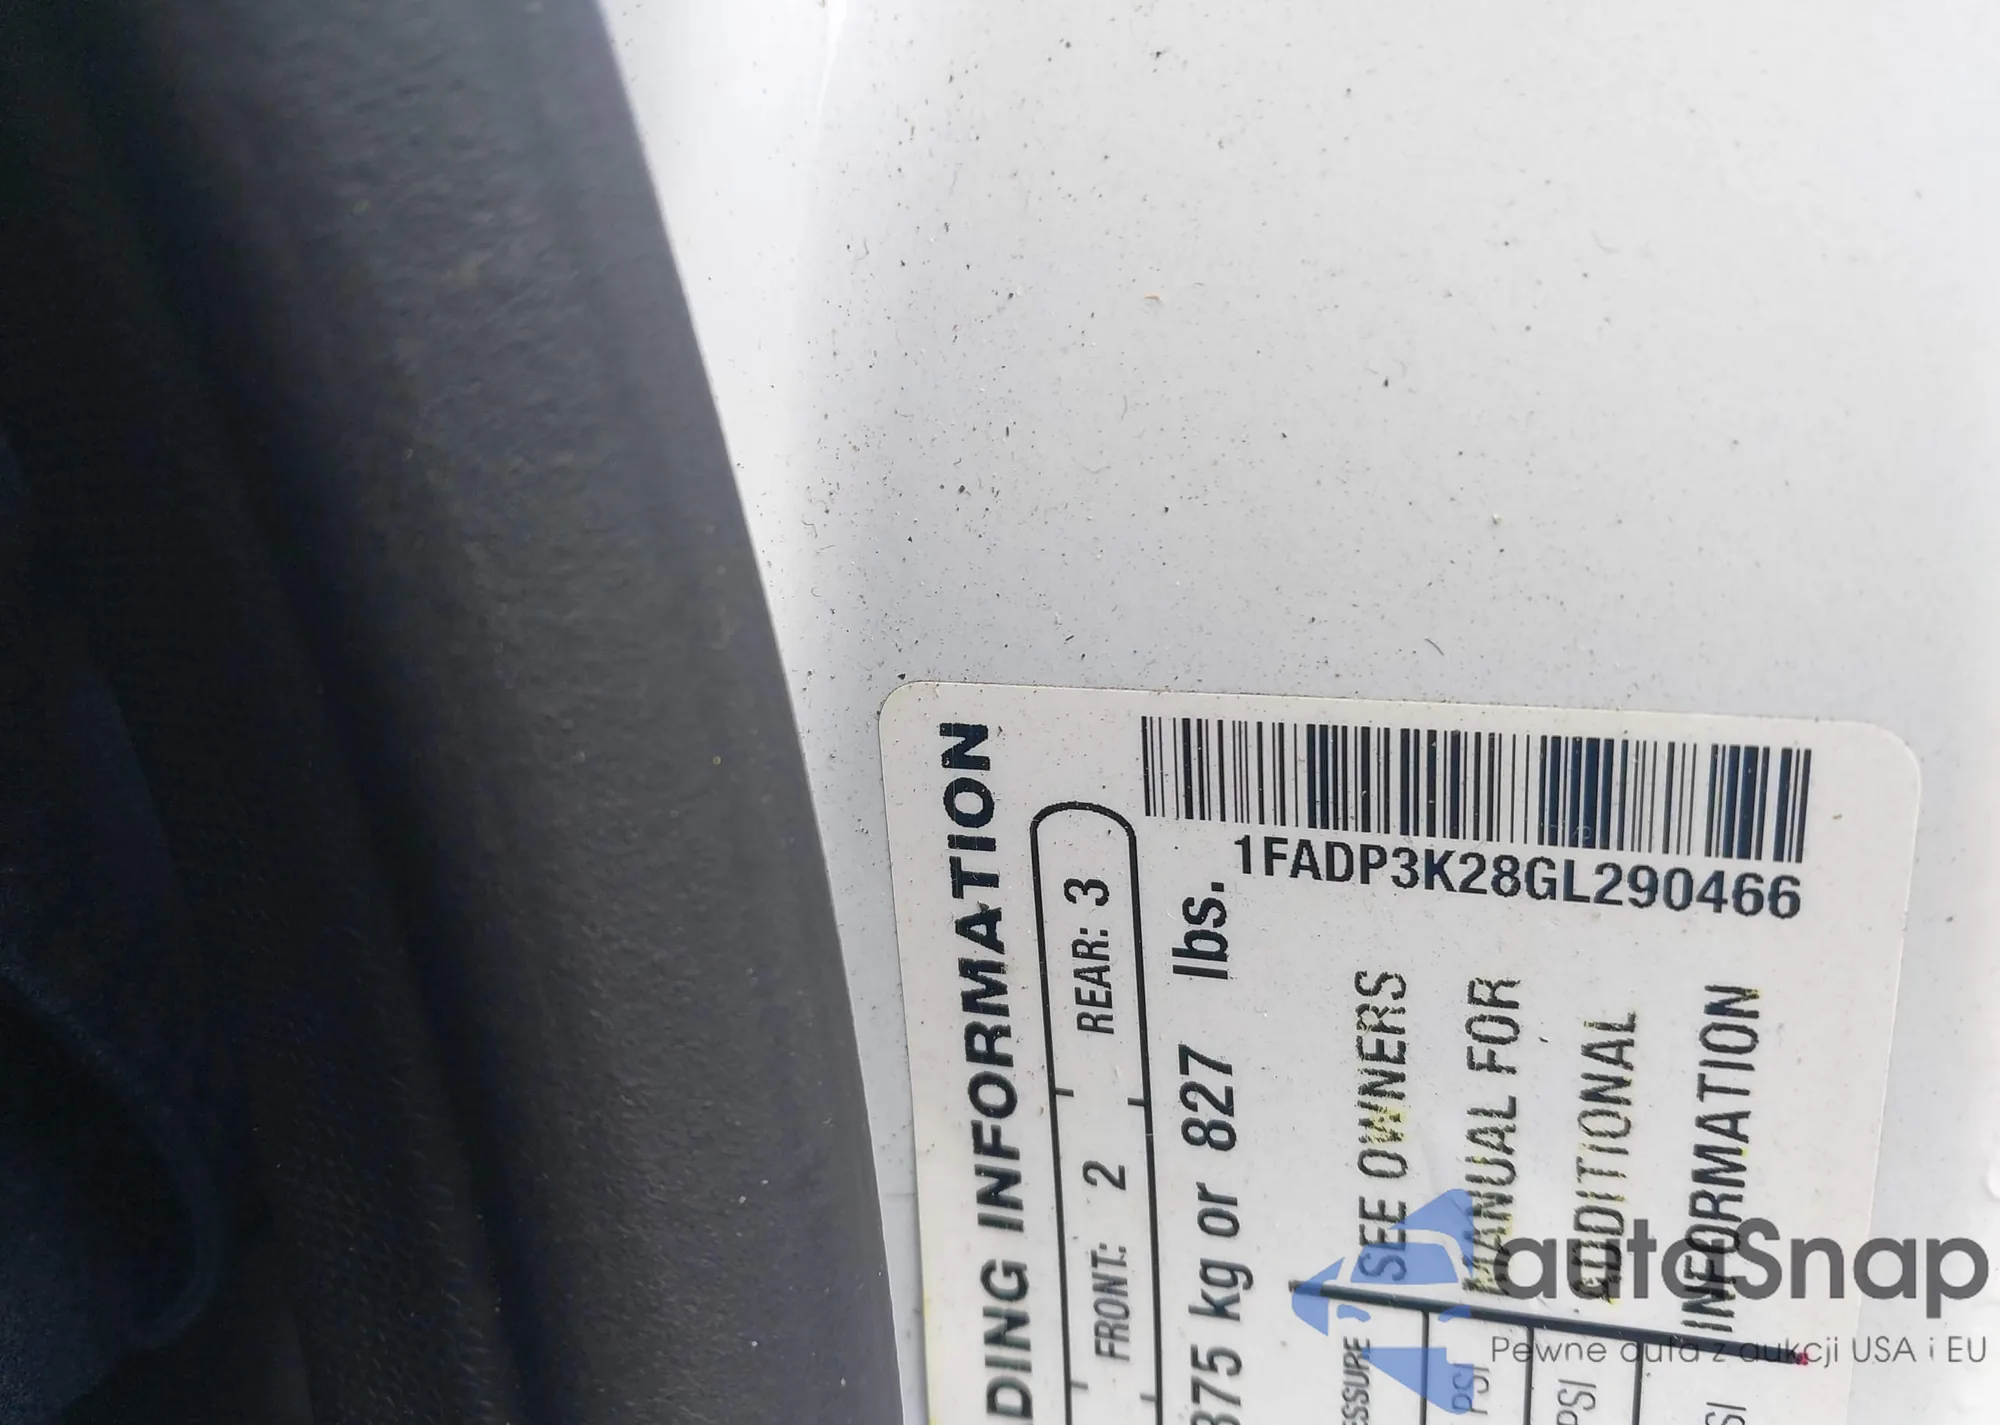 1FADP3K28GL290466
DING INFORMATION
FRONT: 2 REAR: 3
375 kg or 827 lbs.
SEE OWNERS
MANUAL FOR
ADDITIONAL
INFORMATION
PSI
PSI
autoSnap
Pewne auta z aukcji USA i EU